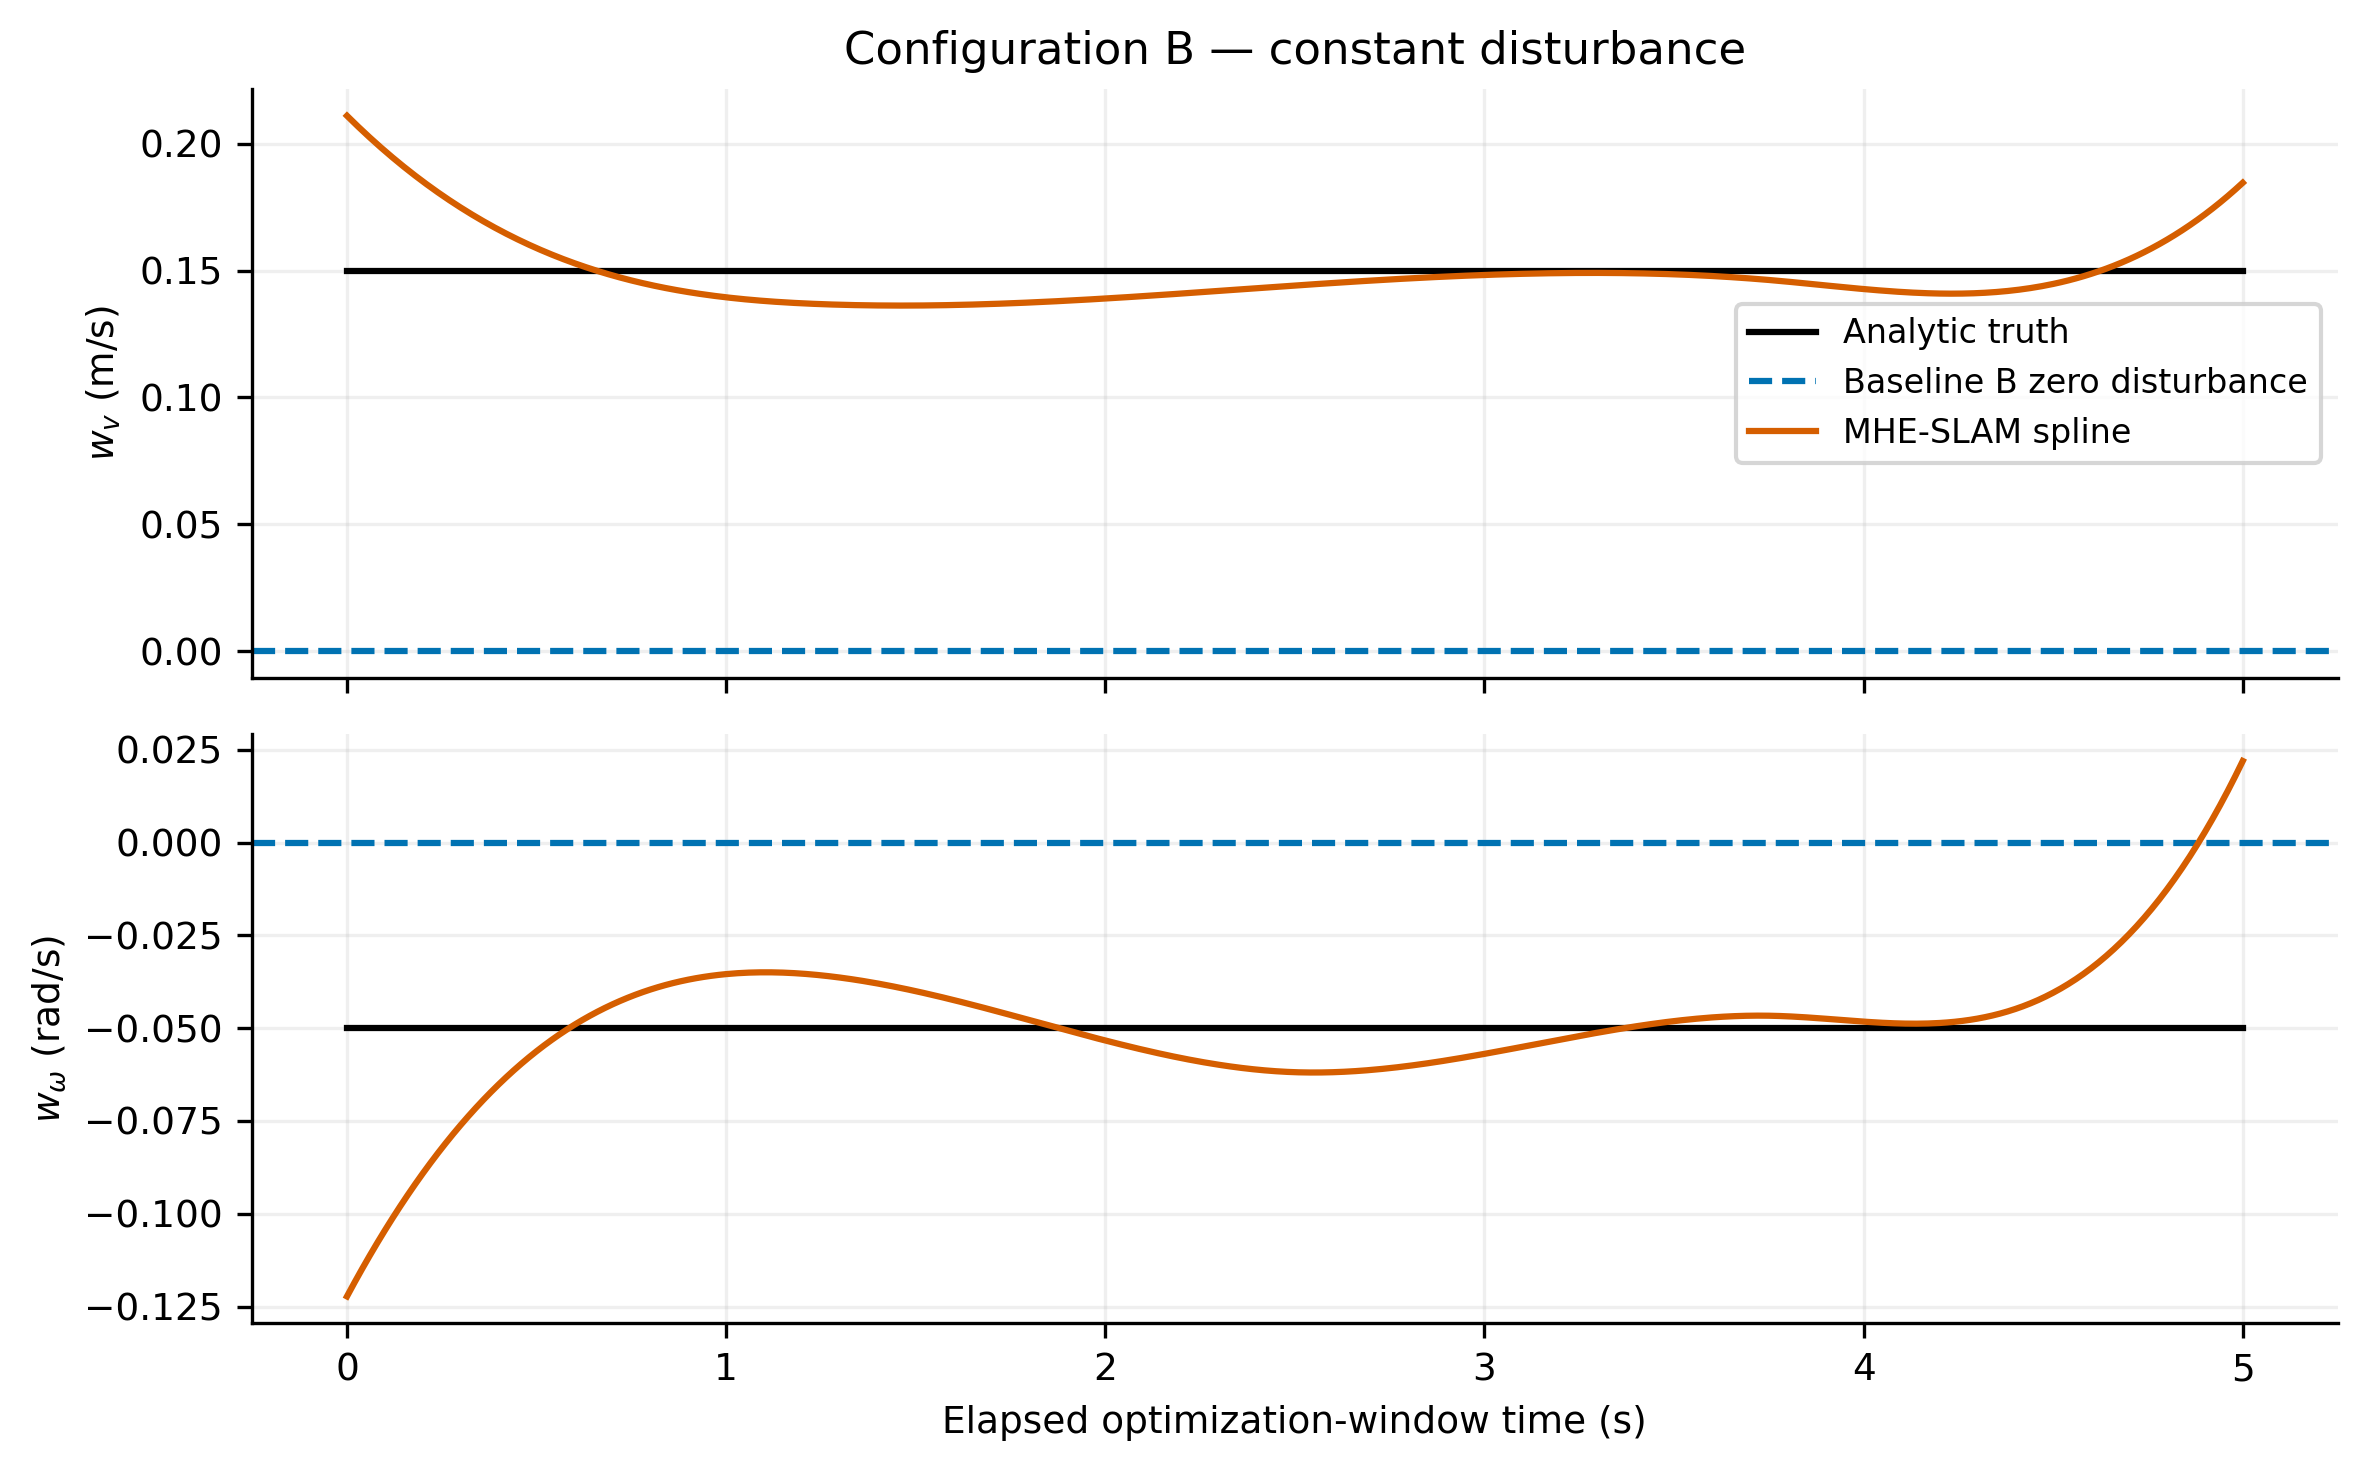 Configuration B — constant disturbance
0.20
0.15
0.10
0.05
0.00
w_v (m/s)
Analytic truth
Baseline B zero disturbance
MHE-SLAM spline
0.025
0.000
−0.025
−0.050
−0.075
−0.100
−0.125
w_ω (rad/s)
0 1 2 3 4 5
Elapsed optimization-window time (s)